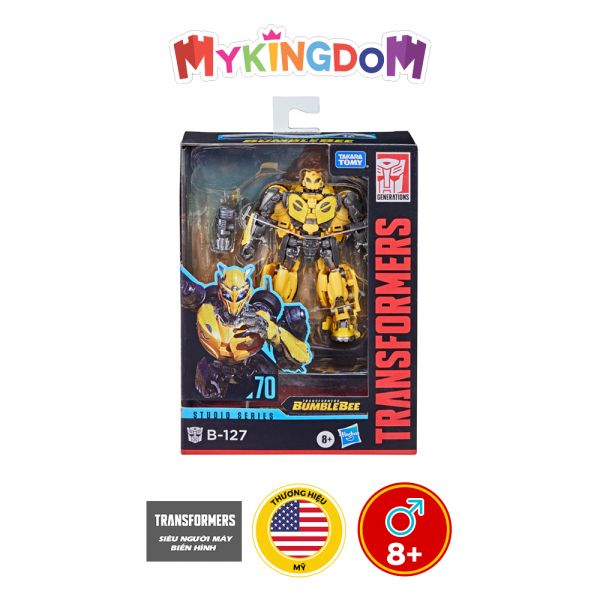 MYKINGDOM
TAKARA
TOMY
GENERATIONS
TRANSFORMERS
70
TRANSFORMERS
BUMBLEBEE
STUDIO SERIES
B-127
8+
Hasbro
TRANSFORMERS
SIÊU NGƯỜI MÁY
BIẾN HÌNH
THƯƠNG HIỆU
MỸ
8+